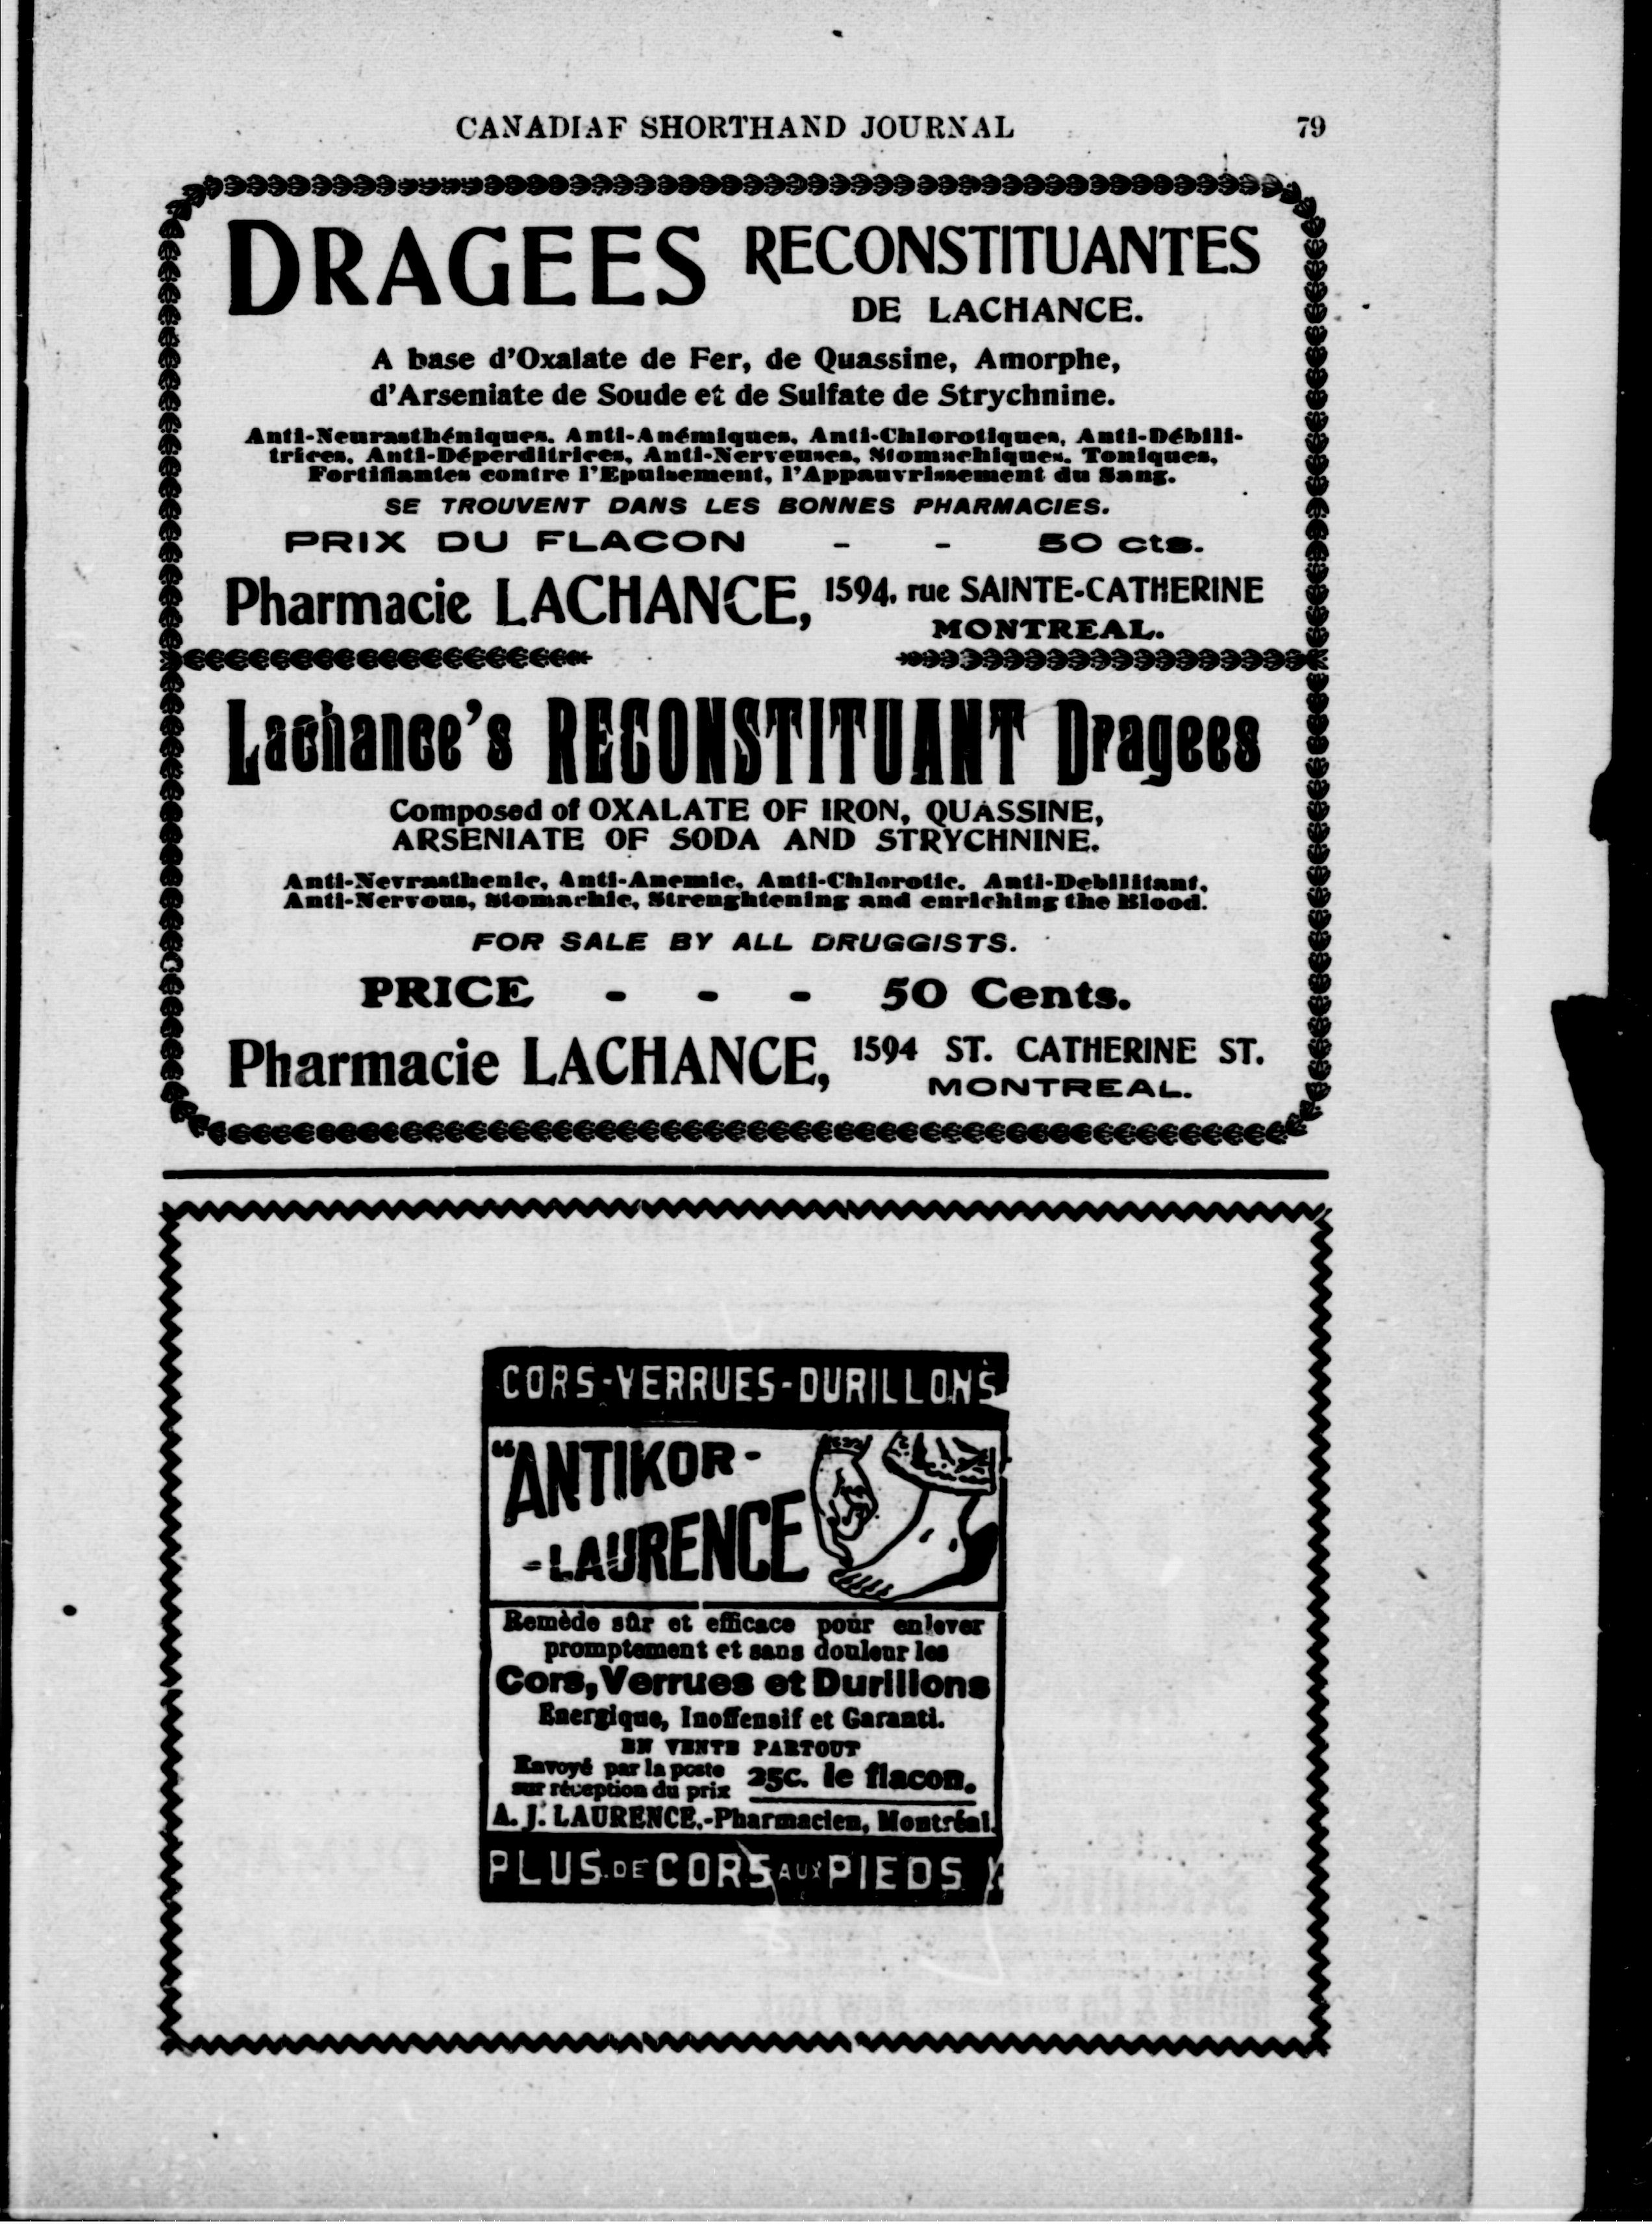 CANADIAF SHORTHAND JOURNAL 79
DRAGEES RECONSTITUANTES
DE LACHANCE.
A base d'Oxalate de Fer, de Quassine, Amorphe,
d'Arseniate de Soude et de Sulfate de Strychnine.
Anti-Neurasthéniques, Anti-Anémiques, Anti-Chlorotiques, Anti-Débili-
trices, Anti-Déperditrices, Anti-Nerveuses, Stomachiques, Toniques,
Fortifiantes contre l'Epuisement, l'Appauvrissement du Sang.
SE TROUVENT DANS LES BONNES PHARMACIES.
PRIX DU FLACON - - 50 cts.
Pharmacie LACHANCE, 1594, rue SAINTE-CATHERINE
MONTREAL.
Lachance's RECONSTITUANT Dragees
Composed of OXALATE OF IRON, QUASSINE,
ARSENIATE OF SODA AND STRYCHNINE.
Anti-Nevrasthenic, Anti-Anemic, Anti-Chlorotic, Anti-Debilitant,
Anti-Nervous, Stomachic, Strenghtening and enriching the Blood.
FOR SALE BY ALL DRUGGISTS.
PRICE - - - 50 Cents.
Pharmacie LACHANCE, 1594 ST. CATHERINE ST.
MONTREAL.
CORS-VERRUES-DURILLONS
"ANTIKOR-
-LAURENCE
Remède sûr et efficace pour enlever
promptement et sans douleur les
Cors, Verrues et Durillons
Energique, Inoffensif et Garanti.
EN VENTE PARTOUT
Envoyé par la poste
sur réception du prix 25c. le flacon.
A. J. LAURENCE,-Pharmacien, Montréal.
PLUS DE CORS AUX PIEDS